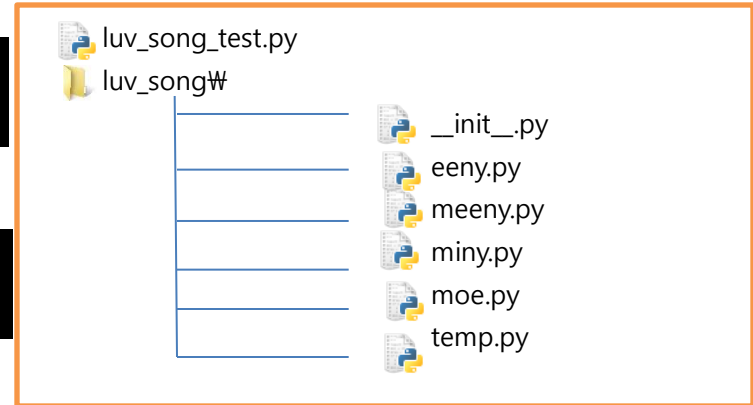 luv_song_test.py
luv_song₩
__init__.py
eeny.py
meeny.py
miny.py
moe.py
temp.py